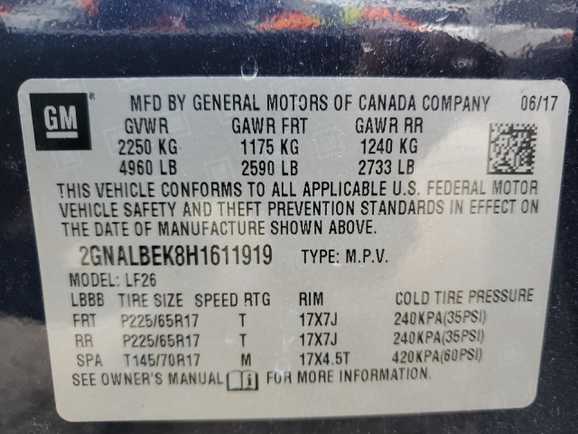 GM ® MFD BY GENERAL MOTORS OF CANADA COMPANY 06/17
GVWR GAWR FRT GAWR RR
2250 KG 1175 KG 1240 KG
4960 LB 2590 LB 2733 LB
THIS VEHICLE CONFORMS TO ALL APPLICABLE U.S. FEDERAL MOTOR
VEHICLE SAFETY AND THEFT PREVENTION STANDARDS IN EFFECT ON
THE DATE OF MANUFACTURE SHOWN ABOVE.
2GNALBEK8H1611919 TYPE: M.P.V.
MODEL: LF26
LBBB TIRE SIZE SPEED RTG RIM COLD TIRE PRESSURE
FRT P225/65R17 T 17X7J 240KPA(35PSI)
RR P225/65R17 T 17X7J 240KPA(35PSI)
SPA T145/70R17 M 17X4.5T 420KPA(60PSI)
SEE OWNER'S MANUAL FOR MORE INFORMATION.